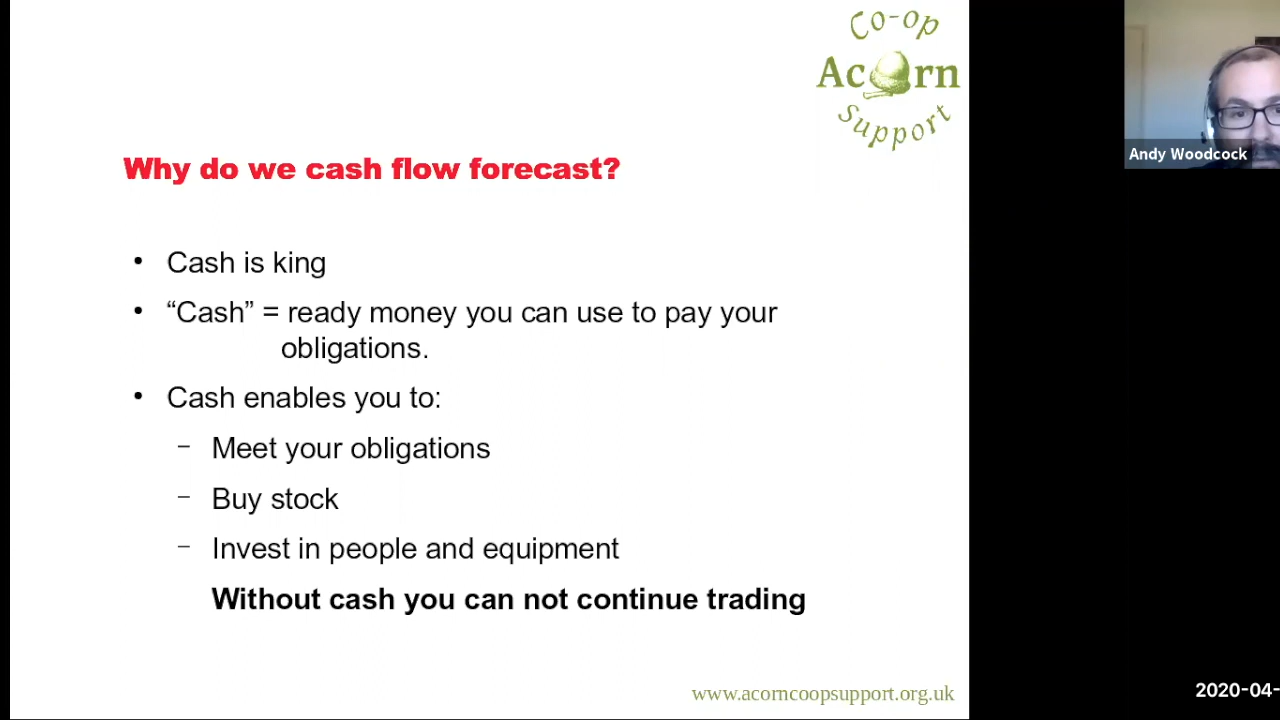 Co-op
Acorn
Support
Andy Woodcock
Why do we cash flow forecast?
• Cash is king
• “Cash” = ready money you can use to pay your
obligations.
• Cash enables you to:
– Meet your obligations
– Buy stock
– Invest in people and equipment
Without cash you can not continue trading
www.acorncoopsupport.org.uk
2020-04-